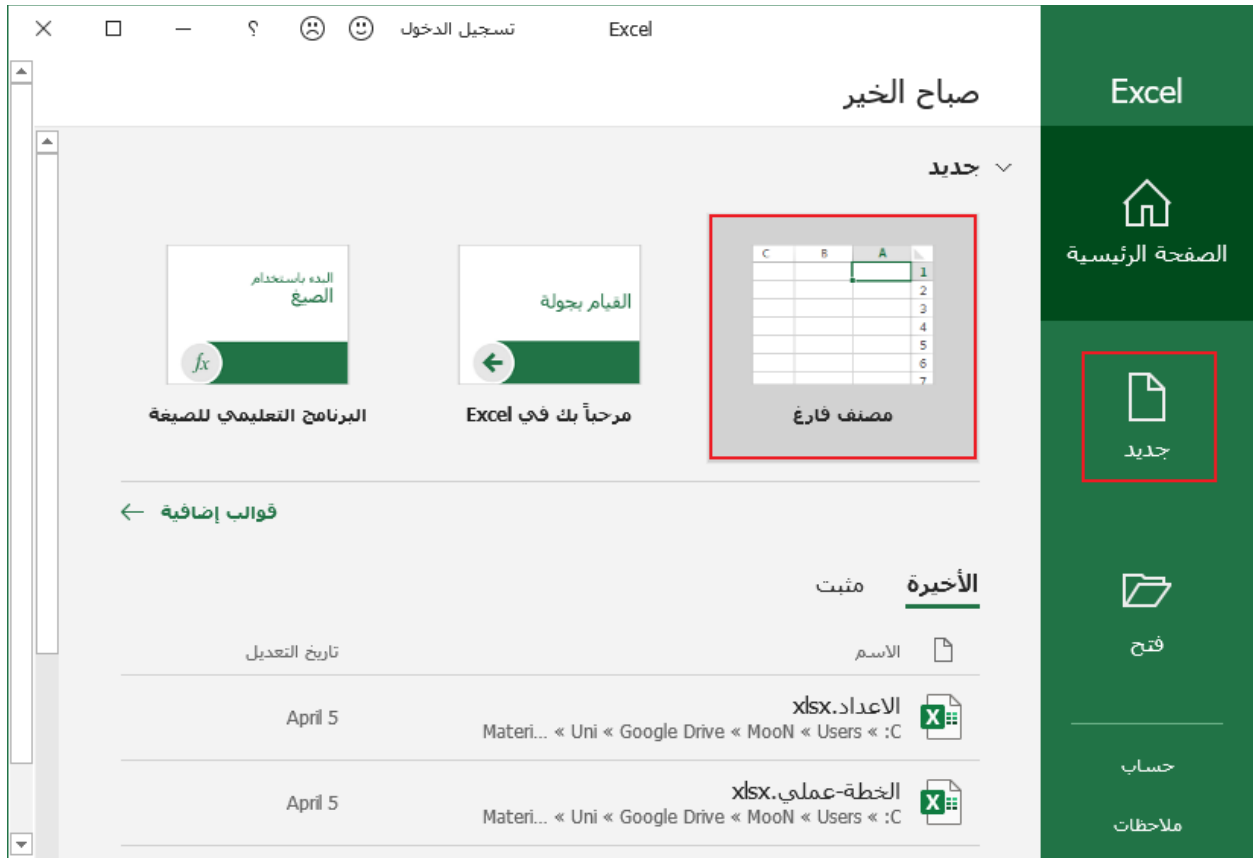 Excel
تسجيل الدخول
؟
Excel
الصفحة الرئيسية
جديد
فتح
حساب
ملاحظات
صباح الخير
جديد
A B C
1
2
3
4
5
6
7
مصنف فارغ
القيام بجولة
مرحباً بك في Excel
البدء باستخدام
الصيغ
fx
البرنامج التعليمي للصيغة
قوالب إضافية
الأخيرة مثبت
الاسم تاريخ التعديل
الاعداد.xlsx
C: » Users » MooN » Google Drive » Uni » Materi...
April 5
الخطة-عملي.xlsx
C: » Users » MooN » Google Drive » Uni » Materi...
April 5